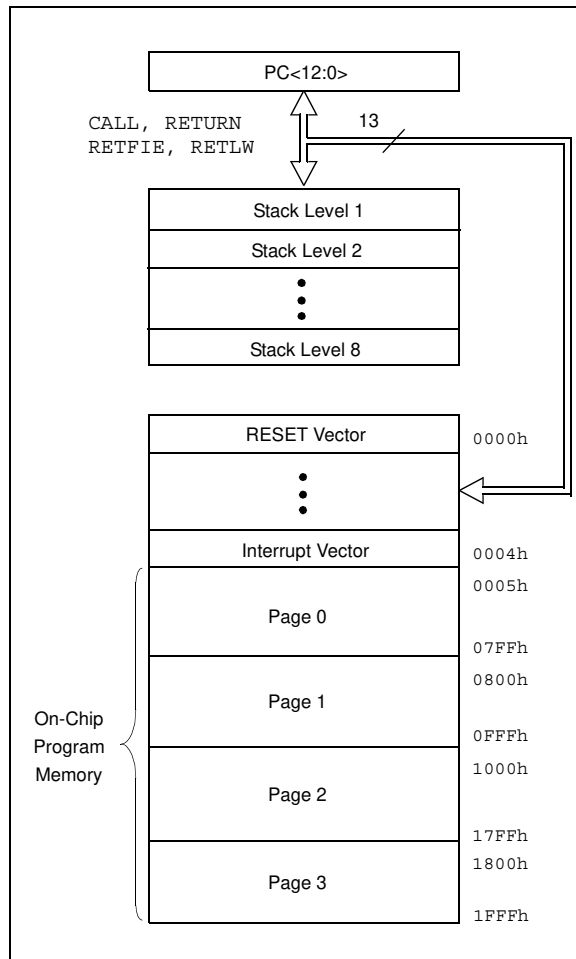 PC<12:0>
CALL, RETURN
RETFIE, RETLW
13
Stack Level 1
Stack Level 2
Stack Level 8
RESET Vector
0000h
Interrupt Vector
0004h
0005h
Page 0
07FFh
0800h
Page 1
0FFFh
On-Chip
Program
Memory
1000h
Page 2
17FFh
1800h
Page 3
1FFFh